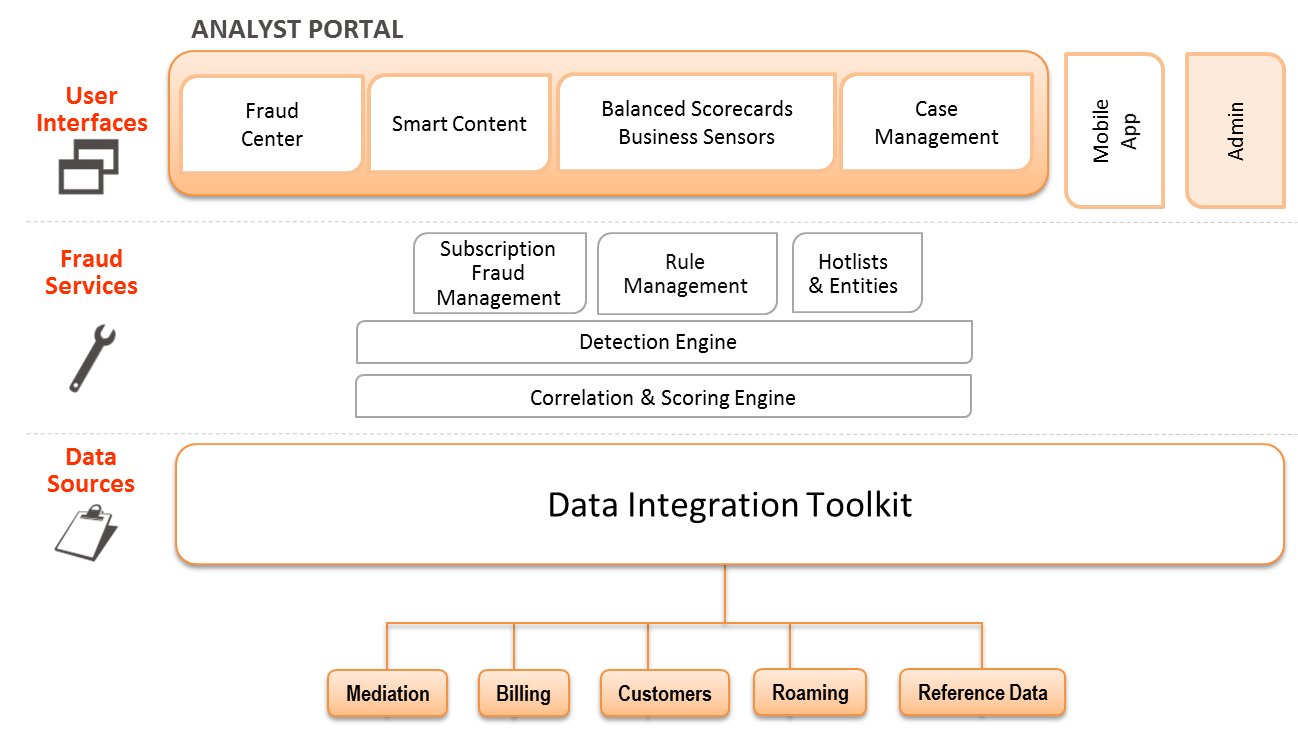 ANALYST PORTAL
User
Interfaces
Fraud
Center
Smart Content
Balanced Scorecards
Business Sensors
Case
Management
Mobile
App
Admin
Fraud
Services
Subscription
Fraud
Management
Rule
Management
Hotlists
& Entities
Detection Engine
Correlation & Scoring Engine
Data
Sources
Data Integration Toolkit
Mediation
Billing
Customers
Roaming
Reference Data